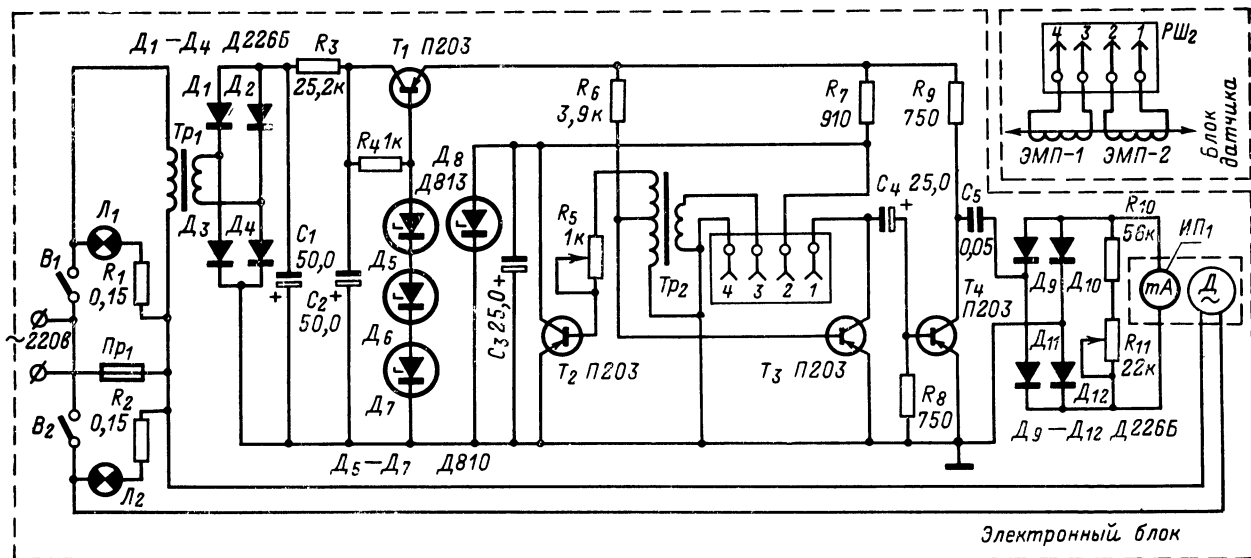 Д1–Д4 Д226Б
R3
25,2к
T1 П203
Д1
Д2
Тр1
Д3
Д4
Л1
R1
0,15
В1
~220в
Пр1
R2
0,15
В2
Л2
C1
50,0
+
C2
50,0
+
R4 1к
Д8
Д813
Д5
Д6
Д7
Д5–Д7 Д810
C3 25,0 +
R5
1к
R6
3,9к
Тр2
4 3 2 1
T2 П203
T3 П203
R7
910
R9
750
C4 25,0
+
C5
0,05
T4
П203
R8
750
Д9
Д10
Д11
Д12
Д9–Д12 Д226Б
R10
56к
R11
22к
ИП1
mA
Д
~
4 3 2 1
РШ2
ЭМП-1 ЭМП-2
Блок
датчика
Электронный блок